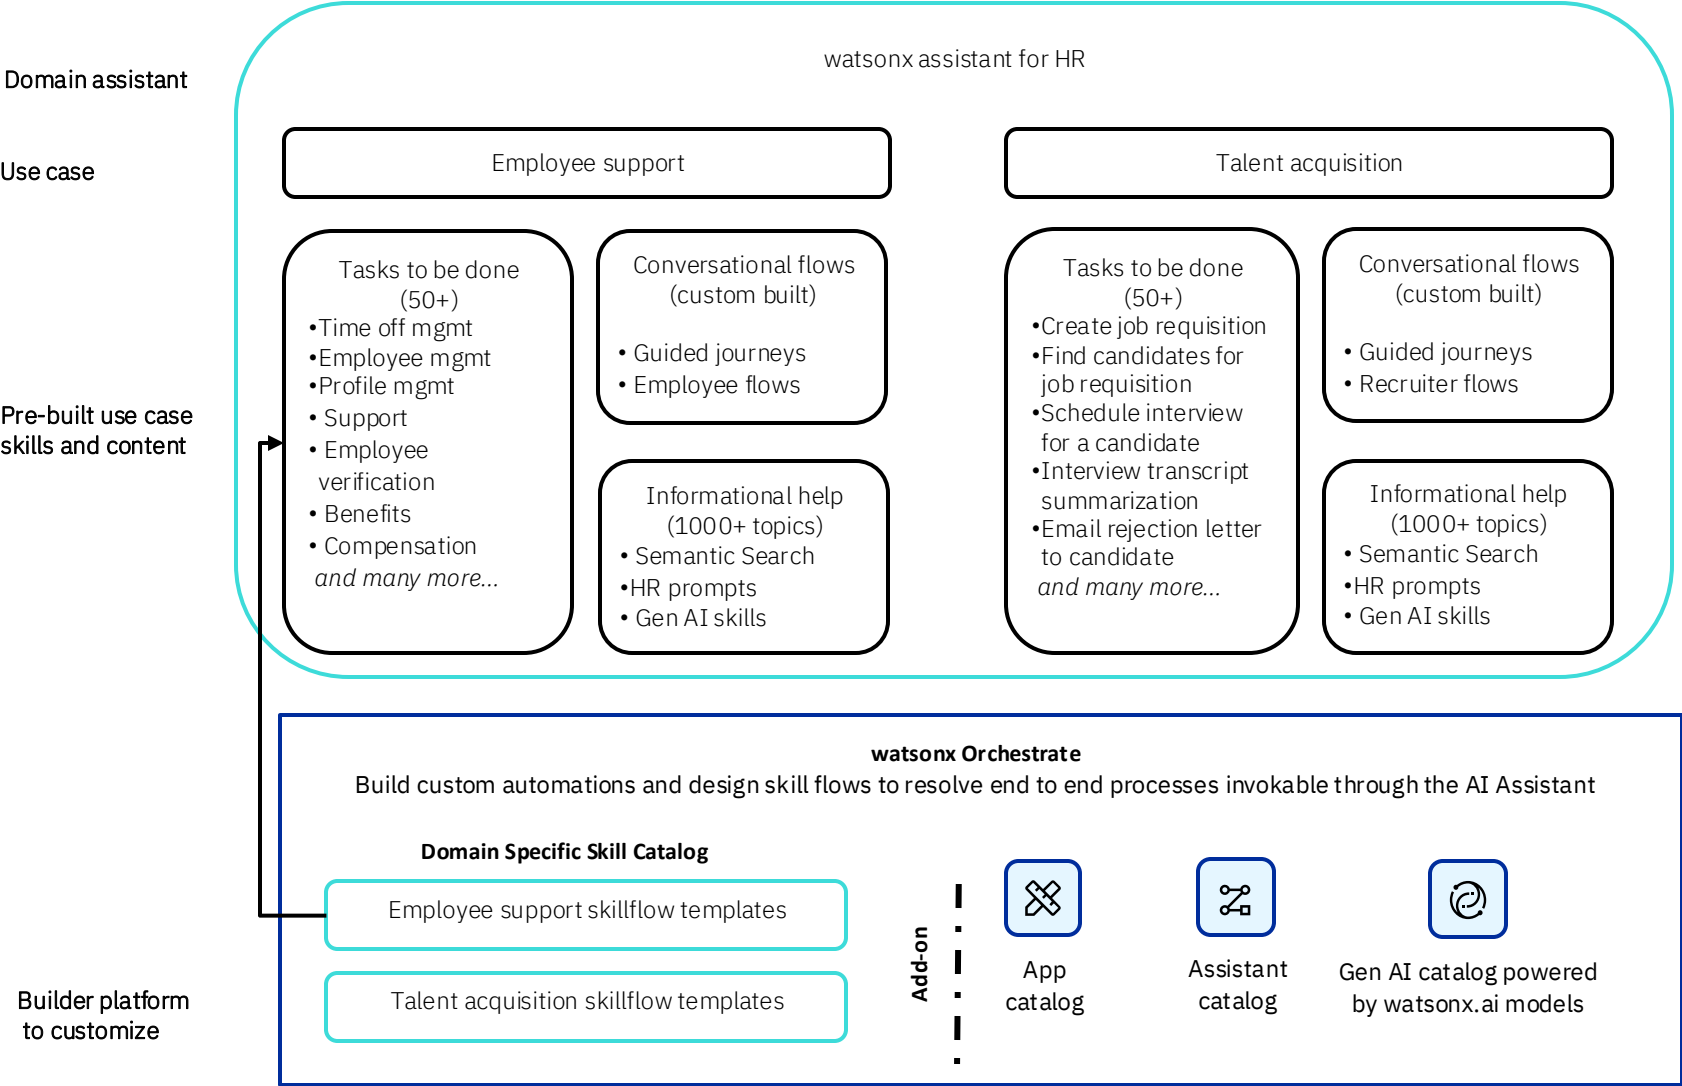 watsonx assistant for HR
Domain assistant
Use case
Employee support
Talent acquisition
Pre-built use case
skills and content
Tasks to be done
(50+)
•Time off mgmt
•Employee mgmt
•Profile mgmt
• Support
• Employee
verification
• Benefits
• Compensation
and many more...
Conversational flows
(custom built)
• Guided journeys
• Employee flows
Informational help
(1000+ topics)
• Semantic Search
•HR prompts
• Gen AI skills
Tasks to be done
(50+)
•Create job requisition
•Find candidates for
job requisition
•Schedule interview
for a candidate
•Interview transcript
summarization
•Email rejection letter
to candidate
and many more...
Conversational flows
(custom built)
• Guided journeys
• Recruiter flows
Informational help
(1000+ topics)
• Semantic Search
•HR prompts
• Gen AI skills
watsonx Orchestrate
Build custom automations and design skill flows to resolve end to end processes invokable through the AI Assistant
Builder platform
to customize
Domain Specific Skill Catalog
Employee support skillflow templates
Talent acquisition skillflow templates
Add-on
App
catalog
Assistant
catalog
Gen AI catalog powered
by watsonx.ai models